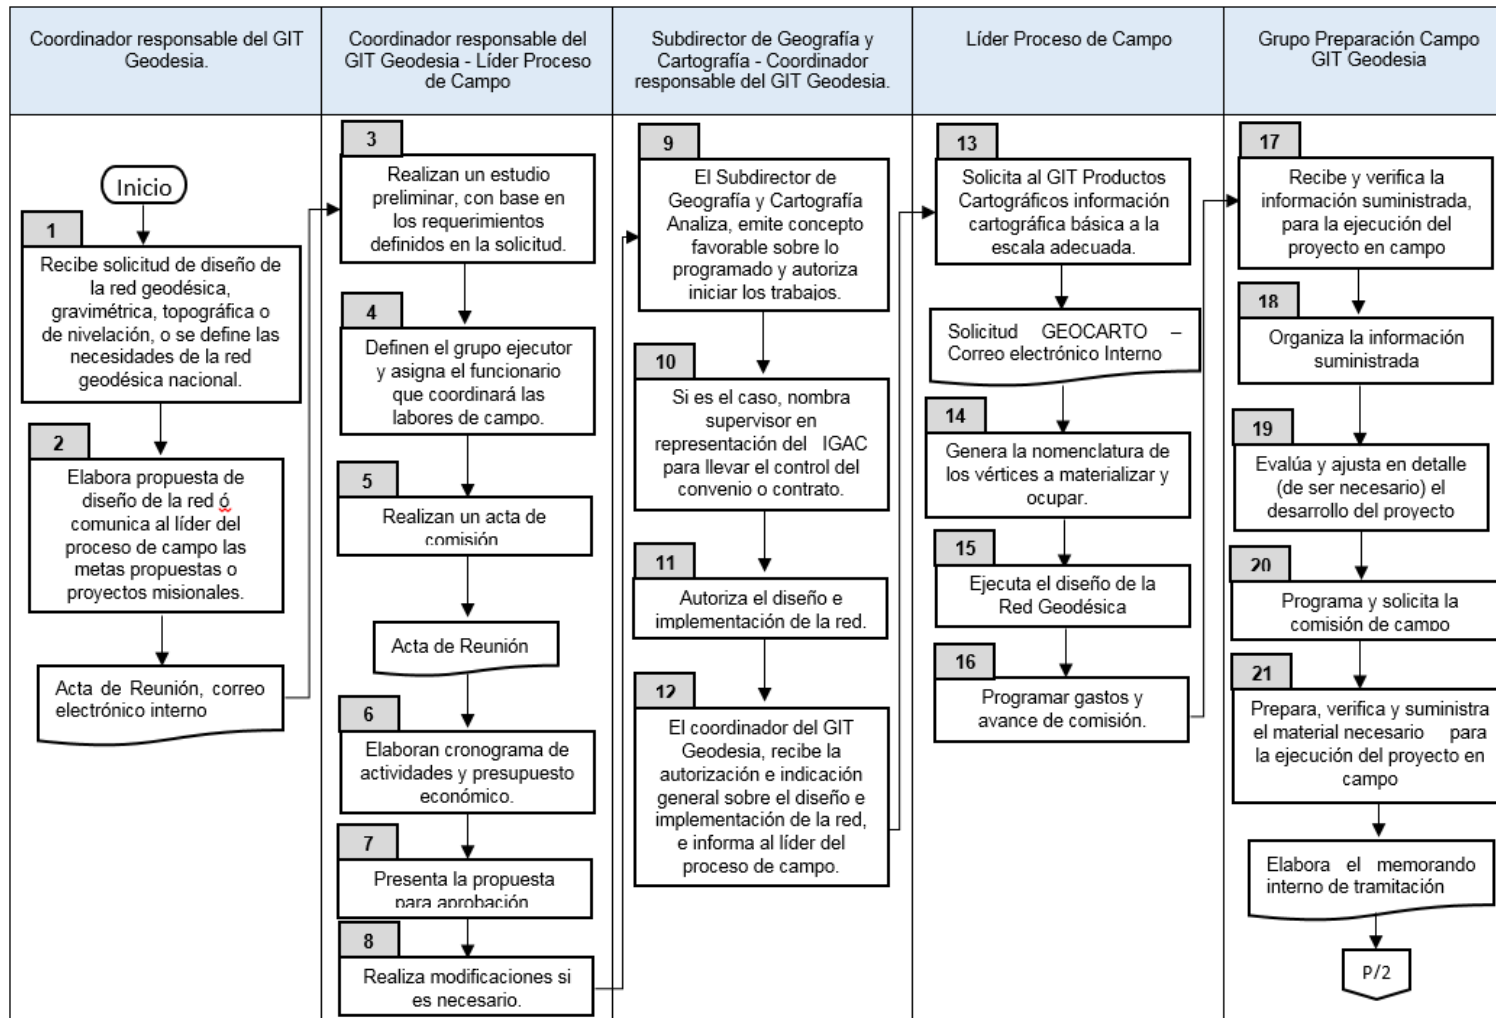 Coordinador responsable del GIT
Geodesia.
Coordinador responsable del
GIT Geodesia - Líder Proceso
de Campo
Subdirector de Geografía y
Cartografía - Coordinador
responsable del GIT Geodesia.
Líder Proceso de Campo
Grupo Preparación Campo
GIT Geodesia
Inicio
1
Recibe solicitud de diseño de
la red geodésica,
gravimétrica, topográfica o
de nivelación, o se define las
necesidades de la red
geodésica nacional.
2
Elabora propuesta de
diseño de la red ó
comunica al líder del
proceso de campo las
metas propuestas o
proyectos misionales.
Acta de Reunión, correo
electrónico interno
3
Realizan un estudio
preliminar, con base en
los requerimientos
definidos en la solicitud.
4
Definen el grupo ejecutor
y asigna el funcionario
que coordinará las
labores de campo.
5
Realizan un acta de
comisión
Acta de Reunión
6
Elaboran cronograma de
actividades y presupuesto
económico.
7
Presenta la propuesta
para aprobación
8
Realiza modificaciones si
es necesario.
9
El Subdirector de
Geografía y Cartografía
Analiza, emite concepto
favorable sobre lo
programado y autoriza
iniciar los trabajos.
10
Si es el caso, nombra
supervisor en
representación del IGAC
para llevar el control del
convenio o contrato.
11
Autoriza el diseño e
implementación de la red.
12
El coordinador del GIT
Geodesia, recibe la
autorización e indicación
general sobre el diseño e
implementación de la red,
e informa al líder del
proceso de campo.
13
Solicita al GIT Productos
Cartográficos información
cartográfica básica a la
escala adecuada.
Solicitud GEOCARTO –
Correo electrónico Interno
14
Genera la nomenclatura de
los vértices a materializar y
ocupar.
15
Ejecuta el diseño de la
Red Geodésica
16
Programar gastos y
avance de comisión.
17
Recibe y verifica la
información suministrada,
para la ejecución del
proyecto en campo
18
Organiza la información
suministrada
19
Evalúa y ajusta en detalle
(de ser necesario) el
desarrollo del proyecto
20
Programa y solicita la
comisión de campo
21
Prepara, verifica y suministra
el material necesario para
la ejecución del proyecto en
campo
Elabora el memorando
interno de tramitación
P/2